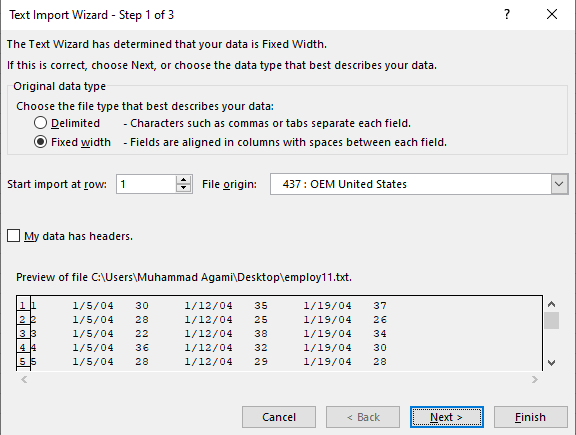 Text Import Wizard - Step 1 of 3 ? ×
The Text Wizard has determined that your data is Fixed Width.
If this is correct, choose Next, or choose the data type that best describes your data.
Original data type
Choose the file type that best describes your data:
Delimited - Characters such as commas or tabs separate each field.
Fixed width - Fields are aligned in columns with spaces between each field.
Start import at row: 1 File origin: 437 : OEM United States
My data has headers.
Preview of file C:\Users\Muhammad Agami\Desktop\employ11.txt.
1 1 1/5/04 30 1/12/04 35 1/19/04 37
2 2 1/5/04 28 1/12/04 25 1/19/04 26
3 3 1/5/04 22 1/12/04 38 1/19/04 34
4 4 1/5/04 36 1/12/04 32 1/19/04 30
5 5 1/5/04 28 1/12/04 29 1/19/04 28
Cancel < Back Next > Finish